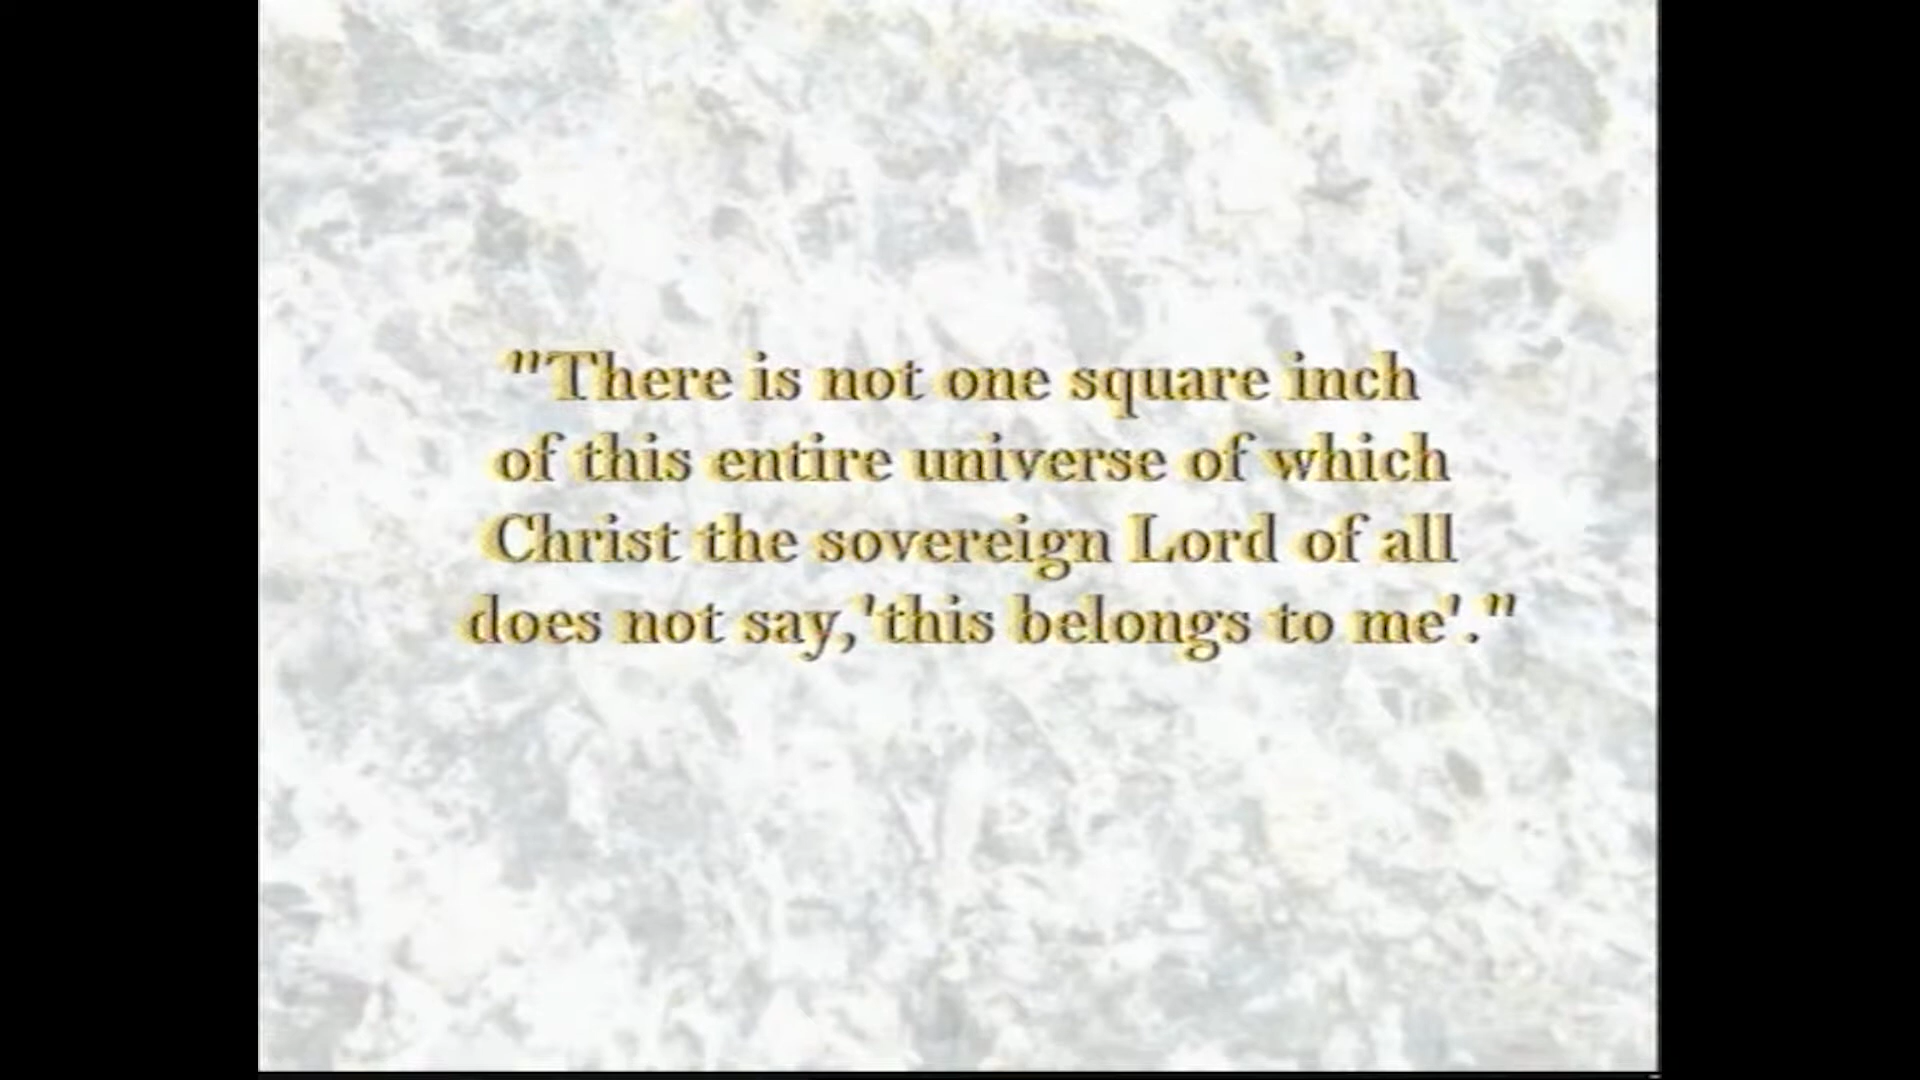 "There is not one square inch
of this entire universe of which
Christ the sovereign Lord of all
does not say,'this belongs to me'."